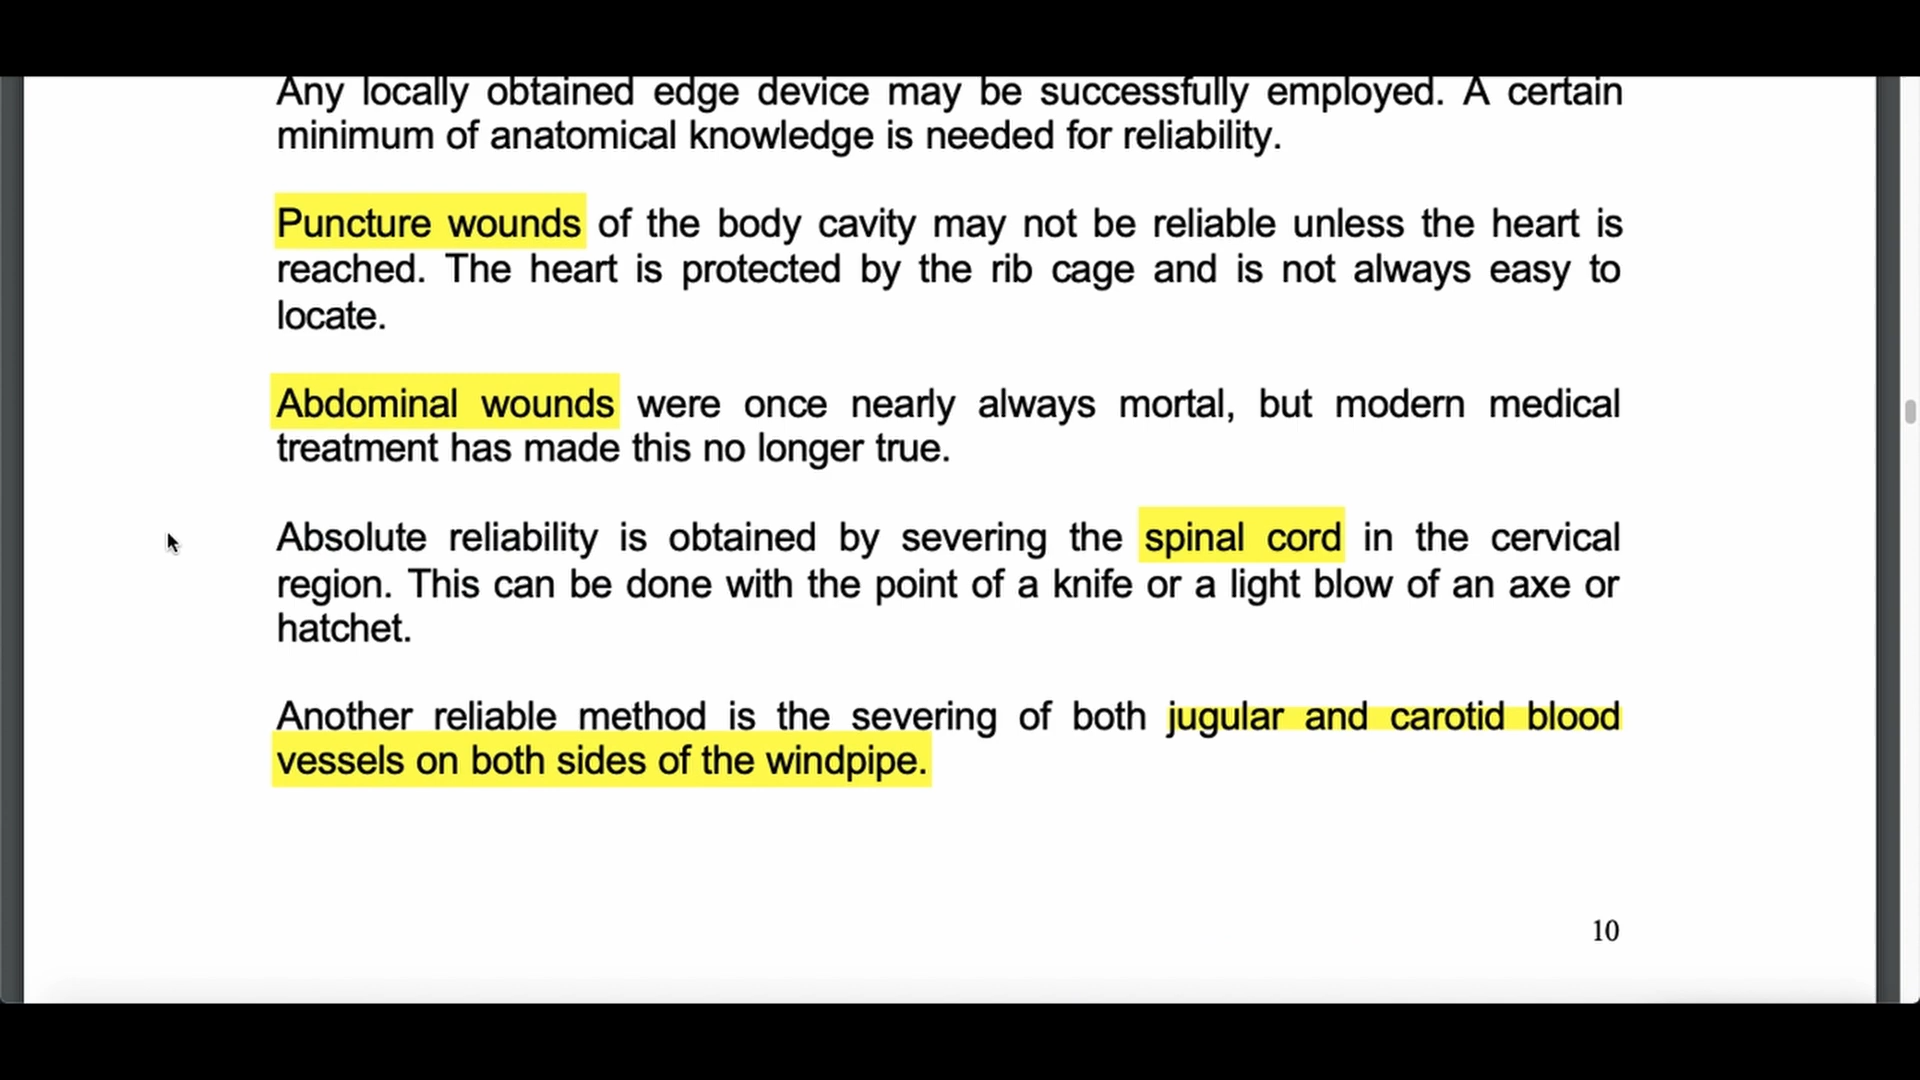 Any locally obtained edge device may be successfully employed. A certain
minimum of anatomical knowledge is needed for reliability.
Puncture wounds of the body cavity may not be reliable unless the heart is
reached. The heart is protected by the rib cage and is not always easy to
locate.
Abdominal wounds were once nearly always mortal, but modern medical
treatment has made this no longer true.
Absolute reliability is obtained by severing the spinal cord in the cervical
region. This can be done with the point of a knife or a light blow of an axe or
hatchet.
Another reliable method is the severing of both jugular and carotid blood
vessels on both sides of the windpipe.
10